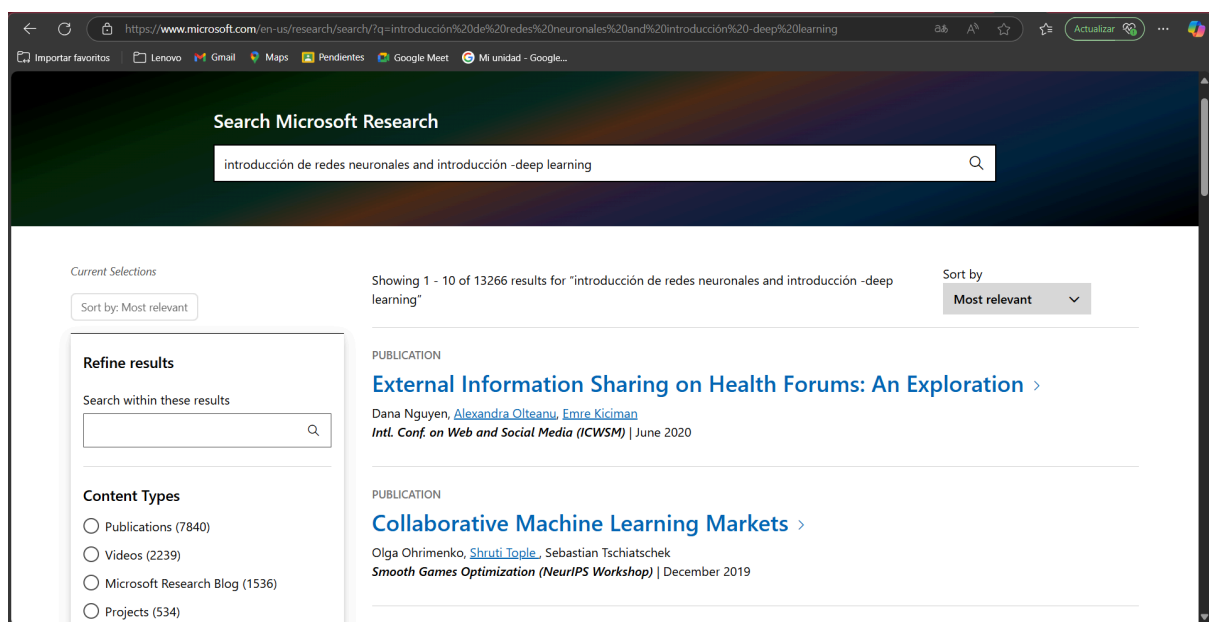 https://www.microsoft.com/en-us/research/search/?q=introducción%20de%20redes%20neuronales%20and%20introducción%20-deep%20learning
Actualizar
Importar favoritos
Lenovo
Gmail
Maps
Pendientes
Google Meet
Mi unidad - Google...
Search Microsoft Research
introducción de redes neuronales and introducción -deep learning
Current Selections
Sort by: Most relevant
Showing 1 - 10 of 13266 results for “introducción de redes neuronales and introducción -deep
learning”
Sort by
Most relevant
Refine results
Search within these results
Content Types
Publications (7840)
Videos (2239)
Microsoft Research Blog (1536)
Projects (534)
PUBLICATION
External Information Sharing on Health Forums: An Exploration
Dana Nguyen, Alexandra Olteanu, Emre Kiciman
Intl. Conf. on Web and Social Media (ICWSM) | June 2020
PUBLICATION
Collaborative Machine Learning Markets
Olga Ohrimenko, Shruti Tople , Sebastian Tschiatschek
Smooth Games Optimization (NeurIPS Workshop) | December 2019